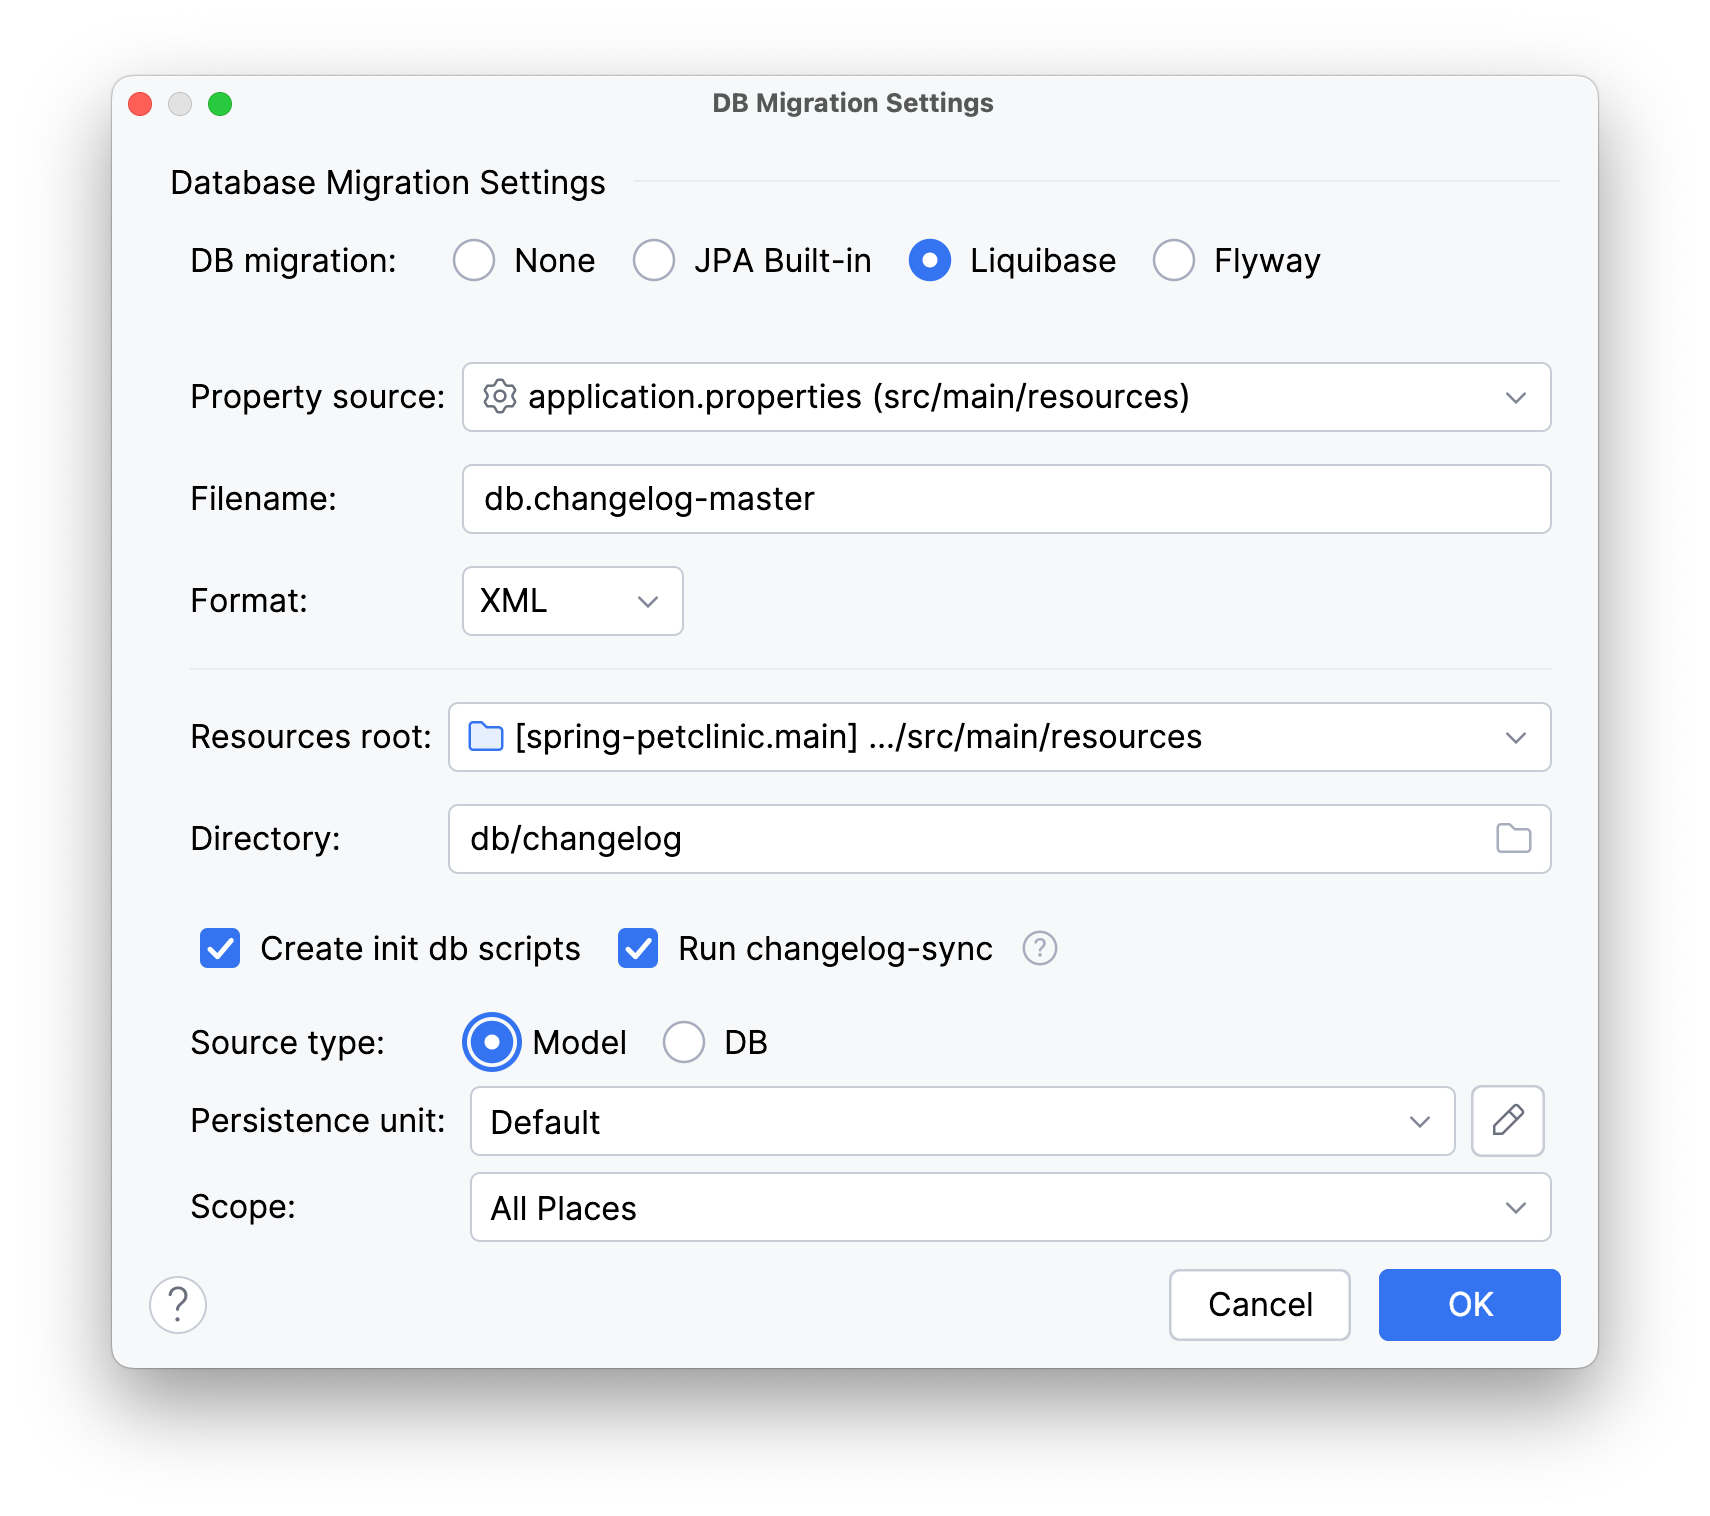 DB Migration Settings
Database Migration Settings
DB migration: None JPA Built-in Liquibase Flyway
Property source: application.properties (src/main/resources)
Filename: db.changelog-master
Format: XML
Resources root: [spring-petclinic.main] .../src/main/resources
Directory: db/changelog
Create init db scripts Run changelog-sync ?
Source type: Model DB
Persistence unit: Default
Scope: All Places
? Cancel OK